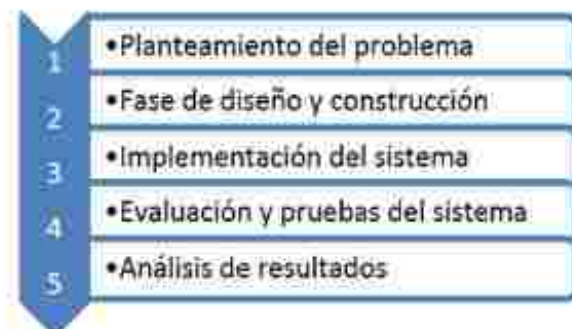 1 •Planteamiento del problema
2 •Fase de diseño y construcción
3 •Implementación del sistema
4 •Evaluación y pruebas del sistema
5 •Análisis de resultados